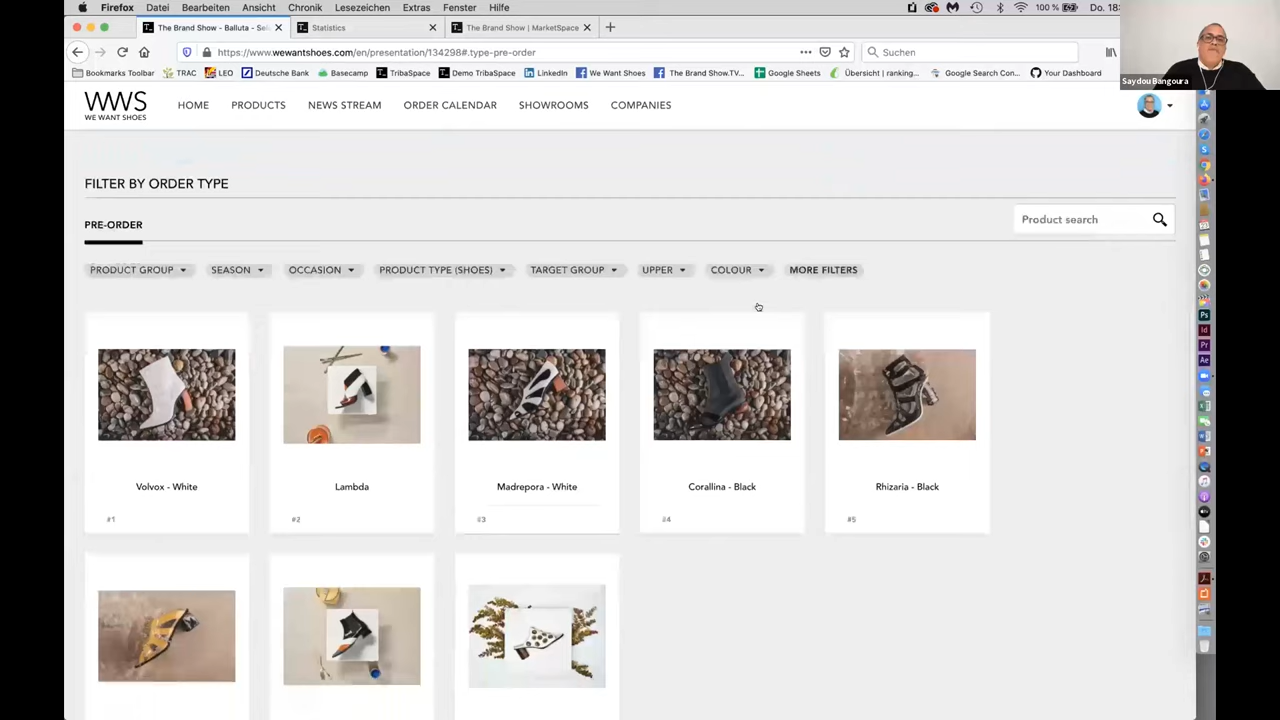 Firefox Datei Bearbeiten Ansicht Chronik Lesezeichen Extras Fenster Hilfe 100 % Do. 18:
The Brand Show - Balluta - Sel
Statistics
The Brand Show | MarketSpace
https://www.wewantshoes.com/en/presentation/134298#.type-pre-order
Suchen
Bookmarks Toolbar TRAC LEO Deutsche Bank Basecamp TribaSpace Demo TribaSpace LinkedIn We Want Shoes The Brand Show.TV... Google Sheets Übersicht | ranking... Google Search Con... Your Dashboard
Saydou Bangoura
WWS
WE WANT SHOES
HOME PRODUCTS NEWS STREAM ORDER CALENDAR SHOWROOMS COMPANIES
FILTER BY ORDER TYPE
PRE-ORDER
Product search
PRODUCT GROUP SEASON OCCASION PRODUCT TYPE (SHOES) TARGET GROUP UPPER COLOUR MORE FILTERS
Volvox - White
Lambda
Madrepora - White
Corallina - Black
Rhizaria - Black
#1
#2
#3
#4
#5
Ps
Id
Pr
Ae